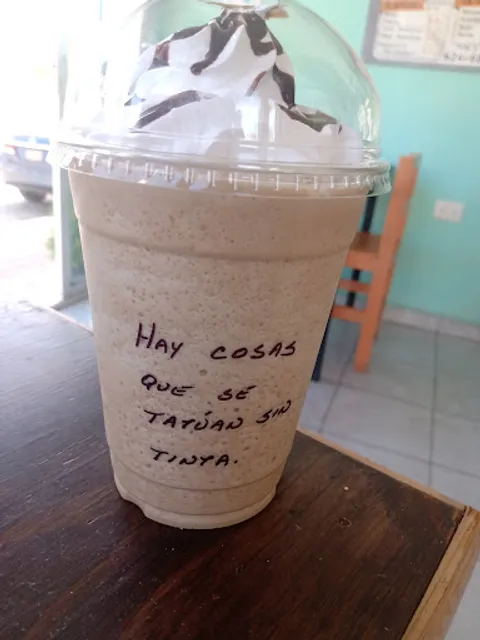 HAY COSAS
QUE SE
TATÚAN SIN
TINTA.